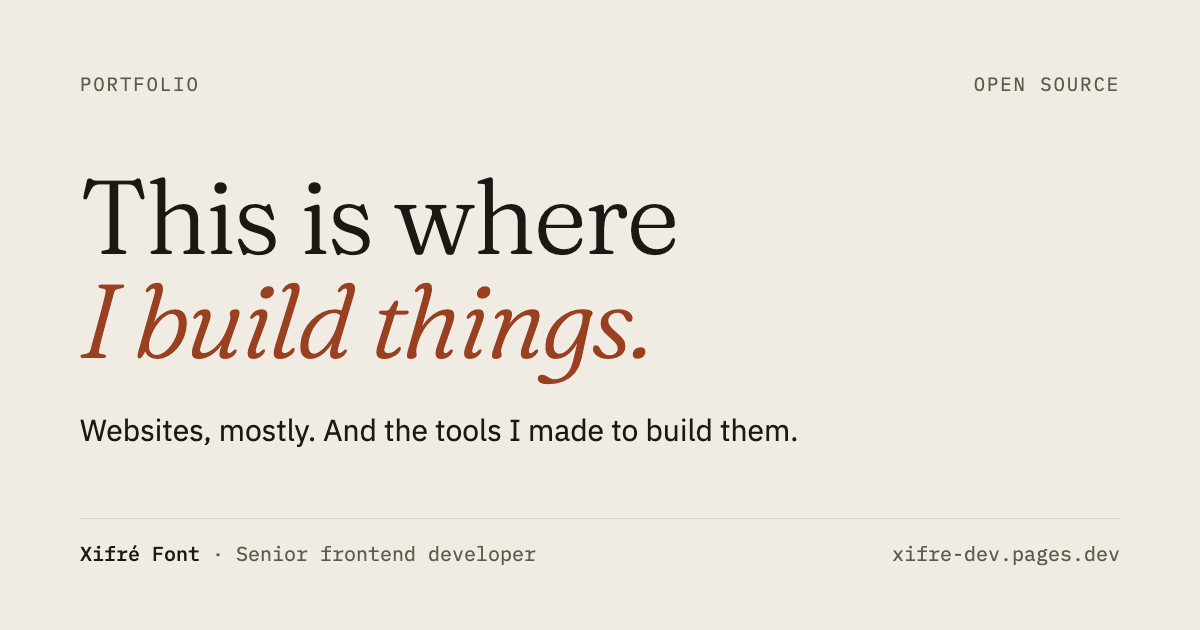 PORTFOLIO
OPEN SOURCE
This is where
I build things.
Websites, mostly. And the tools I made to build them.
Xifré Font · Senior frontend developer
xifre-dev.pages.dev